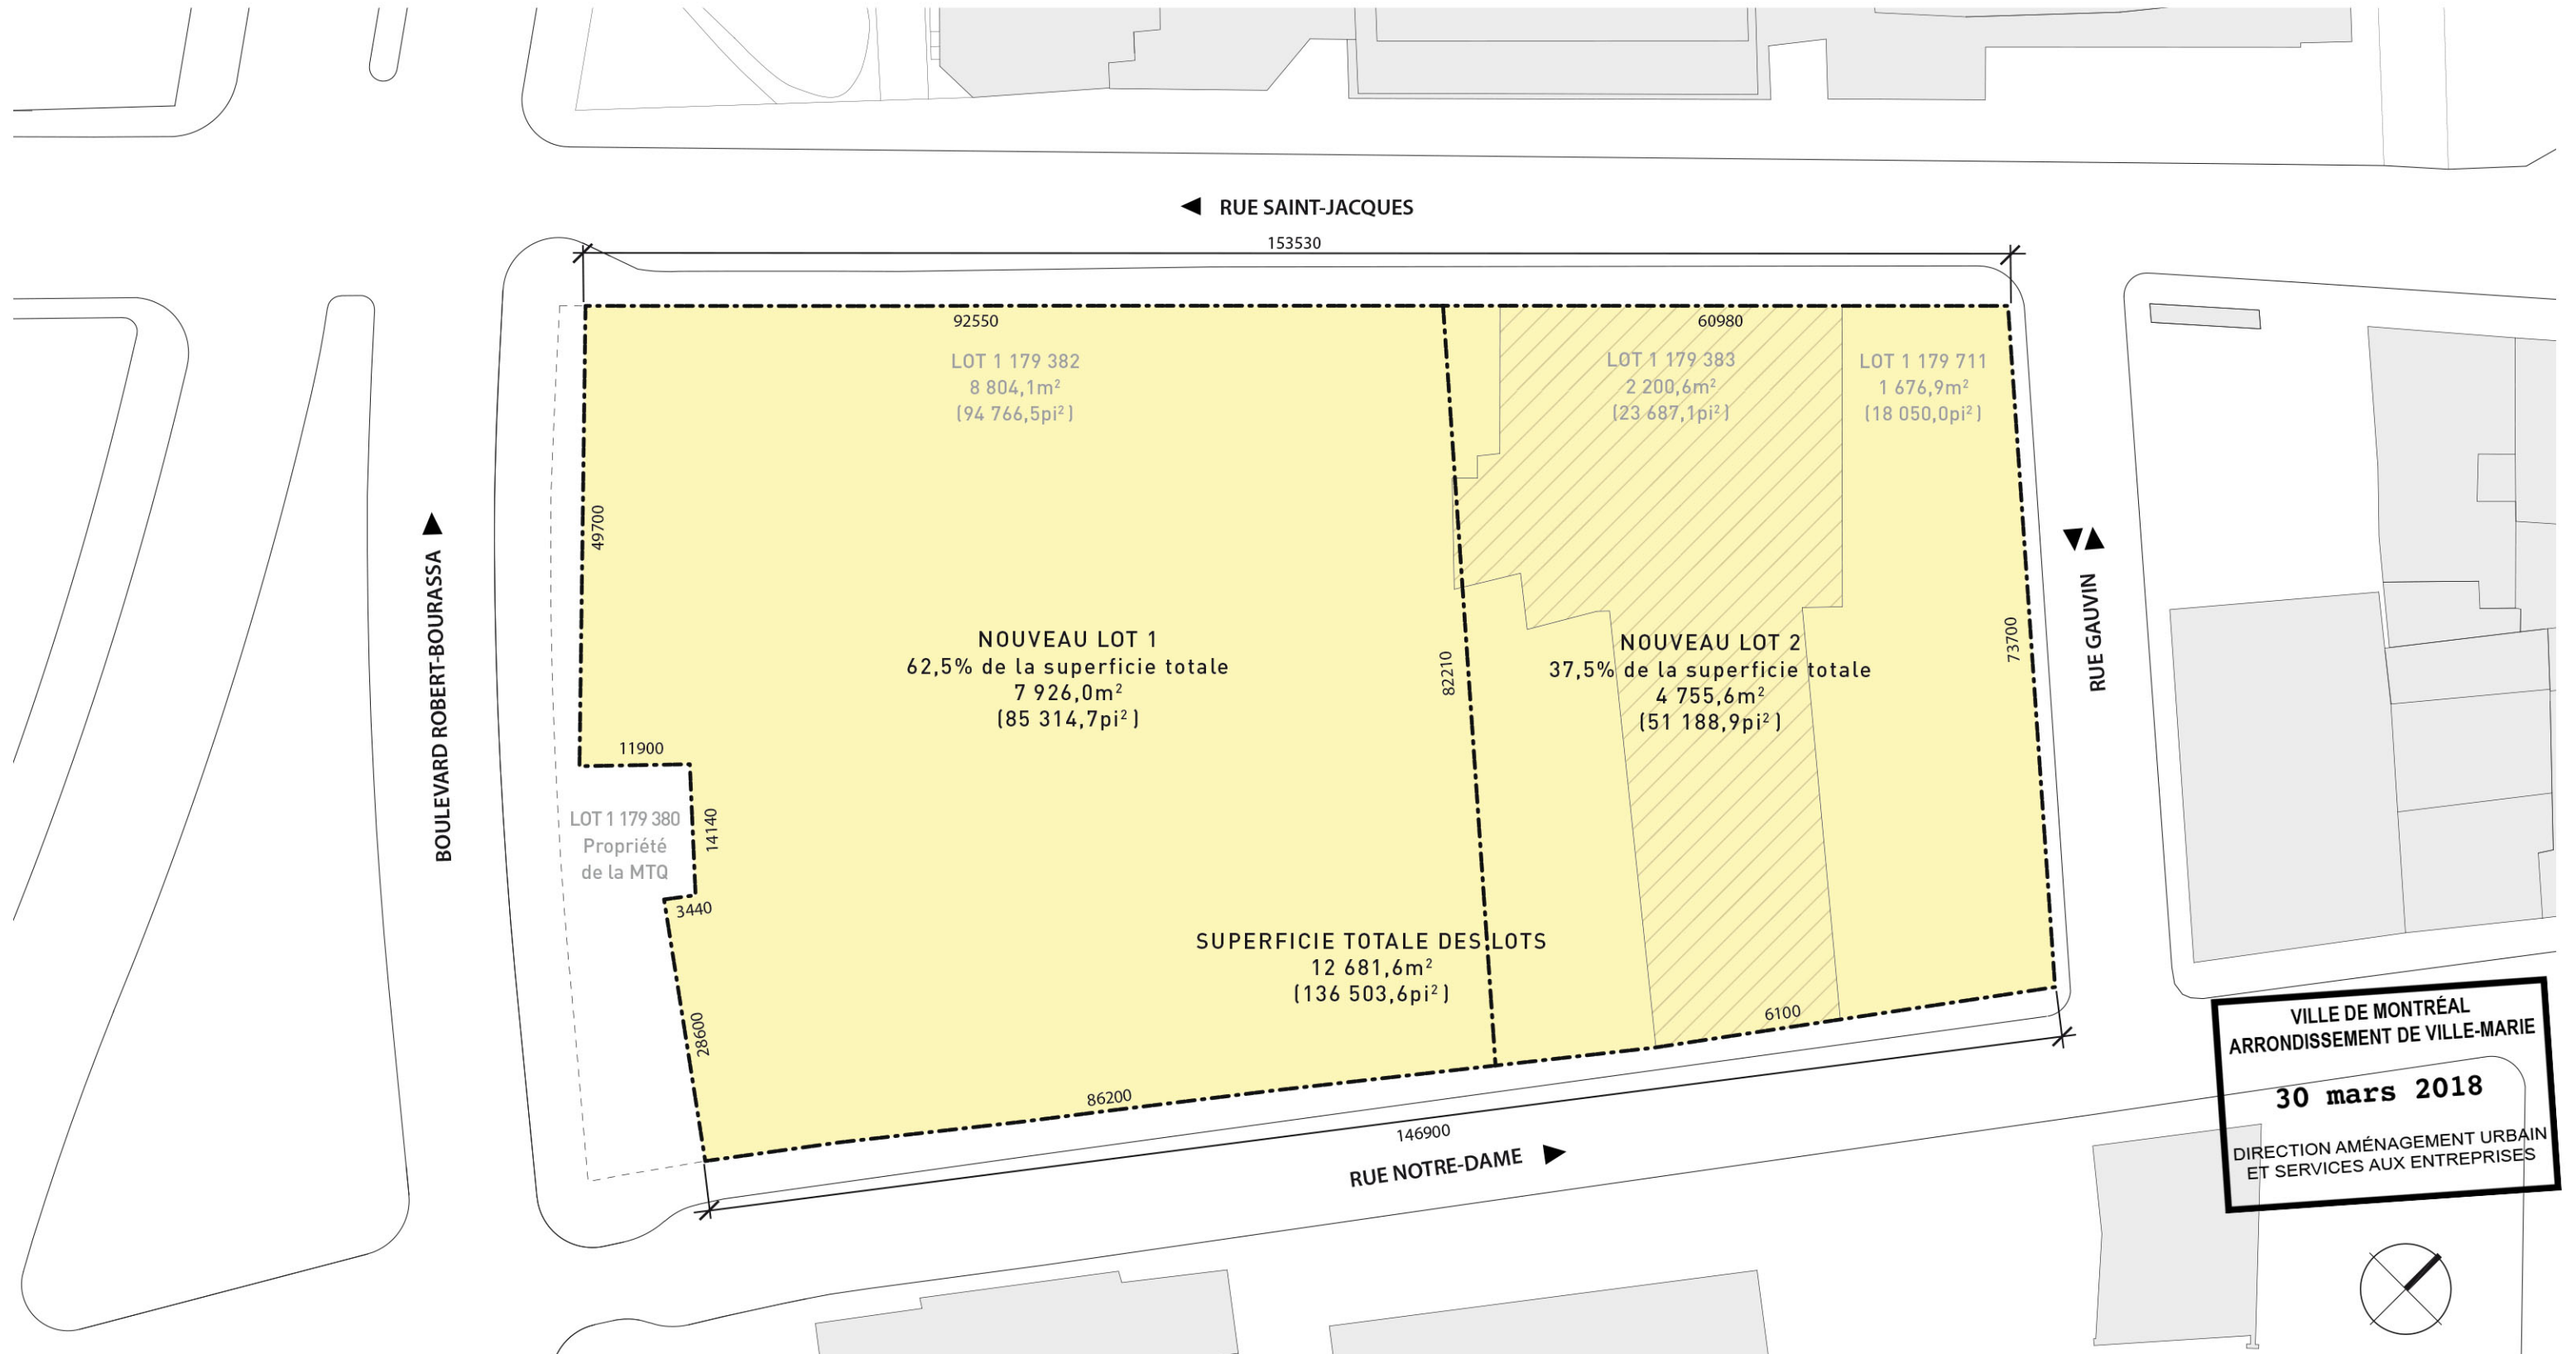 RUE SAINT-JACQUES
153530
92550
60980
LOT 1 179 382
8 804,1m²
(94 766,5pi²)
LOT 1 179 383
2 200,6m²
(23 687,1pi²)
LOT 1 179 711
1 676,9m²
(18 050,0pi²)
49700
BOULEVARD ROBERT-BOURASSA
NOUVEAU LOT 1
62,5% de la superficie totale
7 926,0m²
(85 314,7pi²)
82210
NOUVEAU LOT 2
37,5% de la superficie totale
4 755,6m²
(51 188,9pi²)
73700
RUE GAUVIN
11900
LOT 1 179 380
Propriété
de la MTQ
14140
3440
28600
SUPERFICIE TOTALE DES LOTS
12 681,6m²
(136 503,6pi²)
6100
86200
146900
RUE NOTRE-DAME
VILLE DE MONTRÉAL
ARRONDISSEMENT DE VILLE-MARIE
30 mars 2018
DIRECTION AMÉNAGEMENT URBAIN
ET SERVICES AUX ENTREPRISES